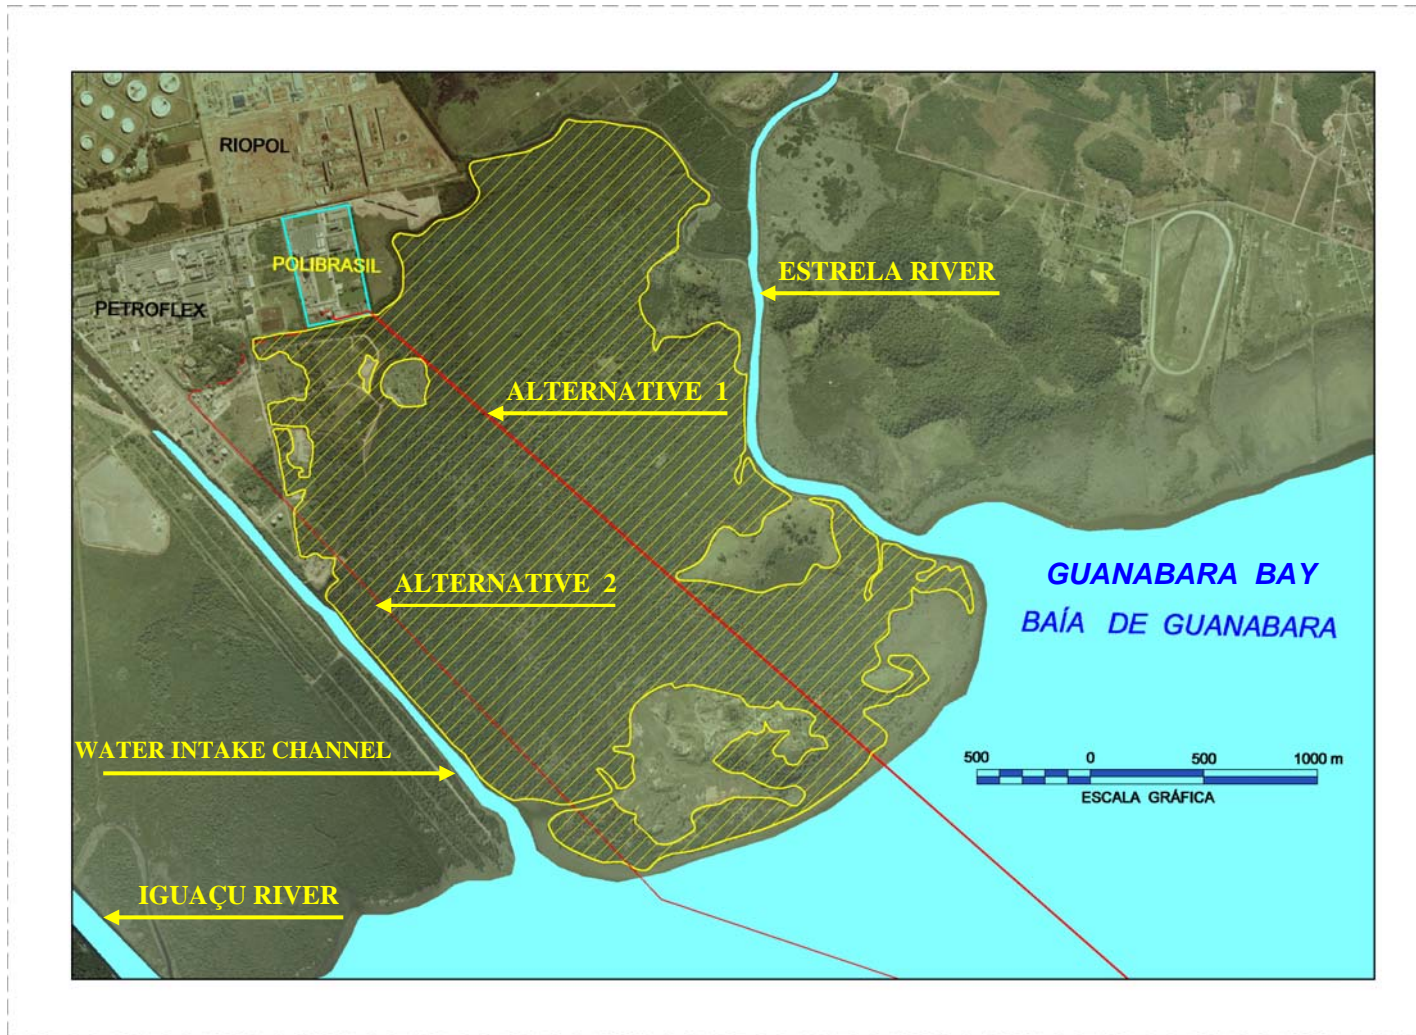 RIOPOL
POLIBRASIL
ESTRELA RIVER
PETROFLEX
ALTERNATIVE 1
GUANABARA BAY
ALTERNATIVE 2
BAÍA DE GUANABARA
WATER INTAKE CHANNEL
500 0 500 1000 m
ESCALA GRÁFICA
IGUAÇU RIVER